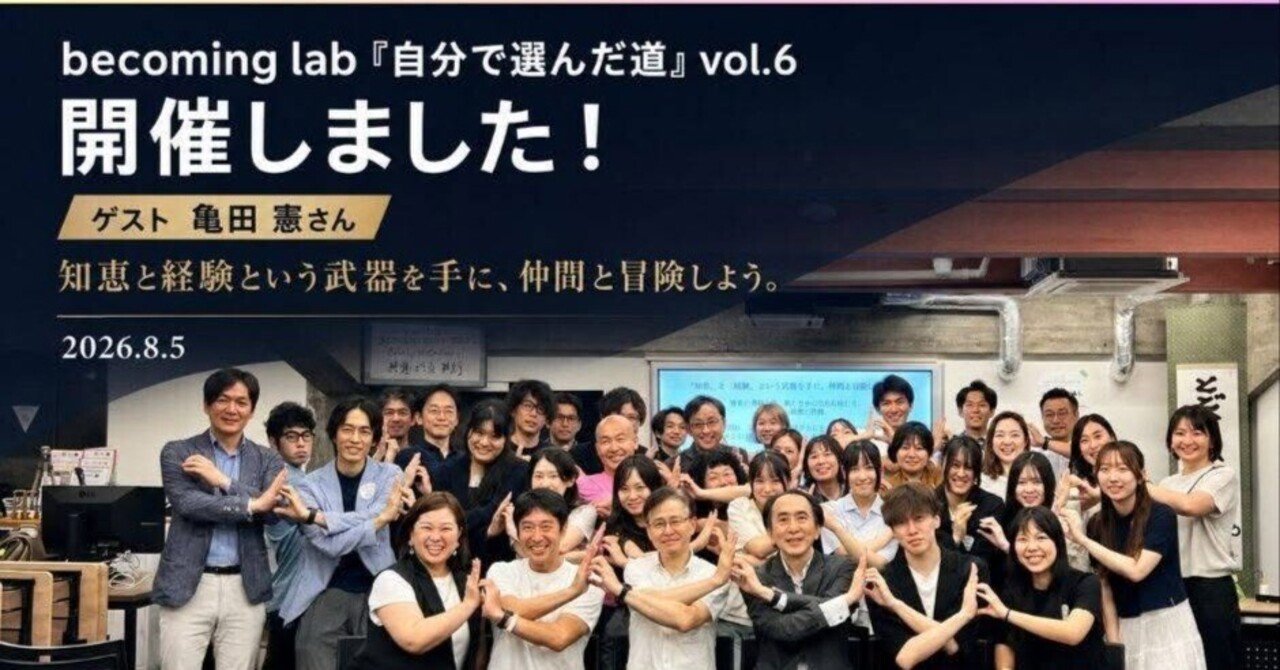 becoming lab『自分で選んだ道』vol.6
開催しました！
ゲスト 亀田 憲さん
知恵と経験という武器を手に、仲間と冒険しよう。
2026.8.5
LG